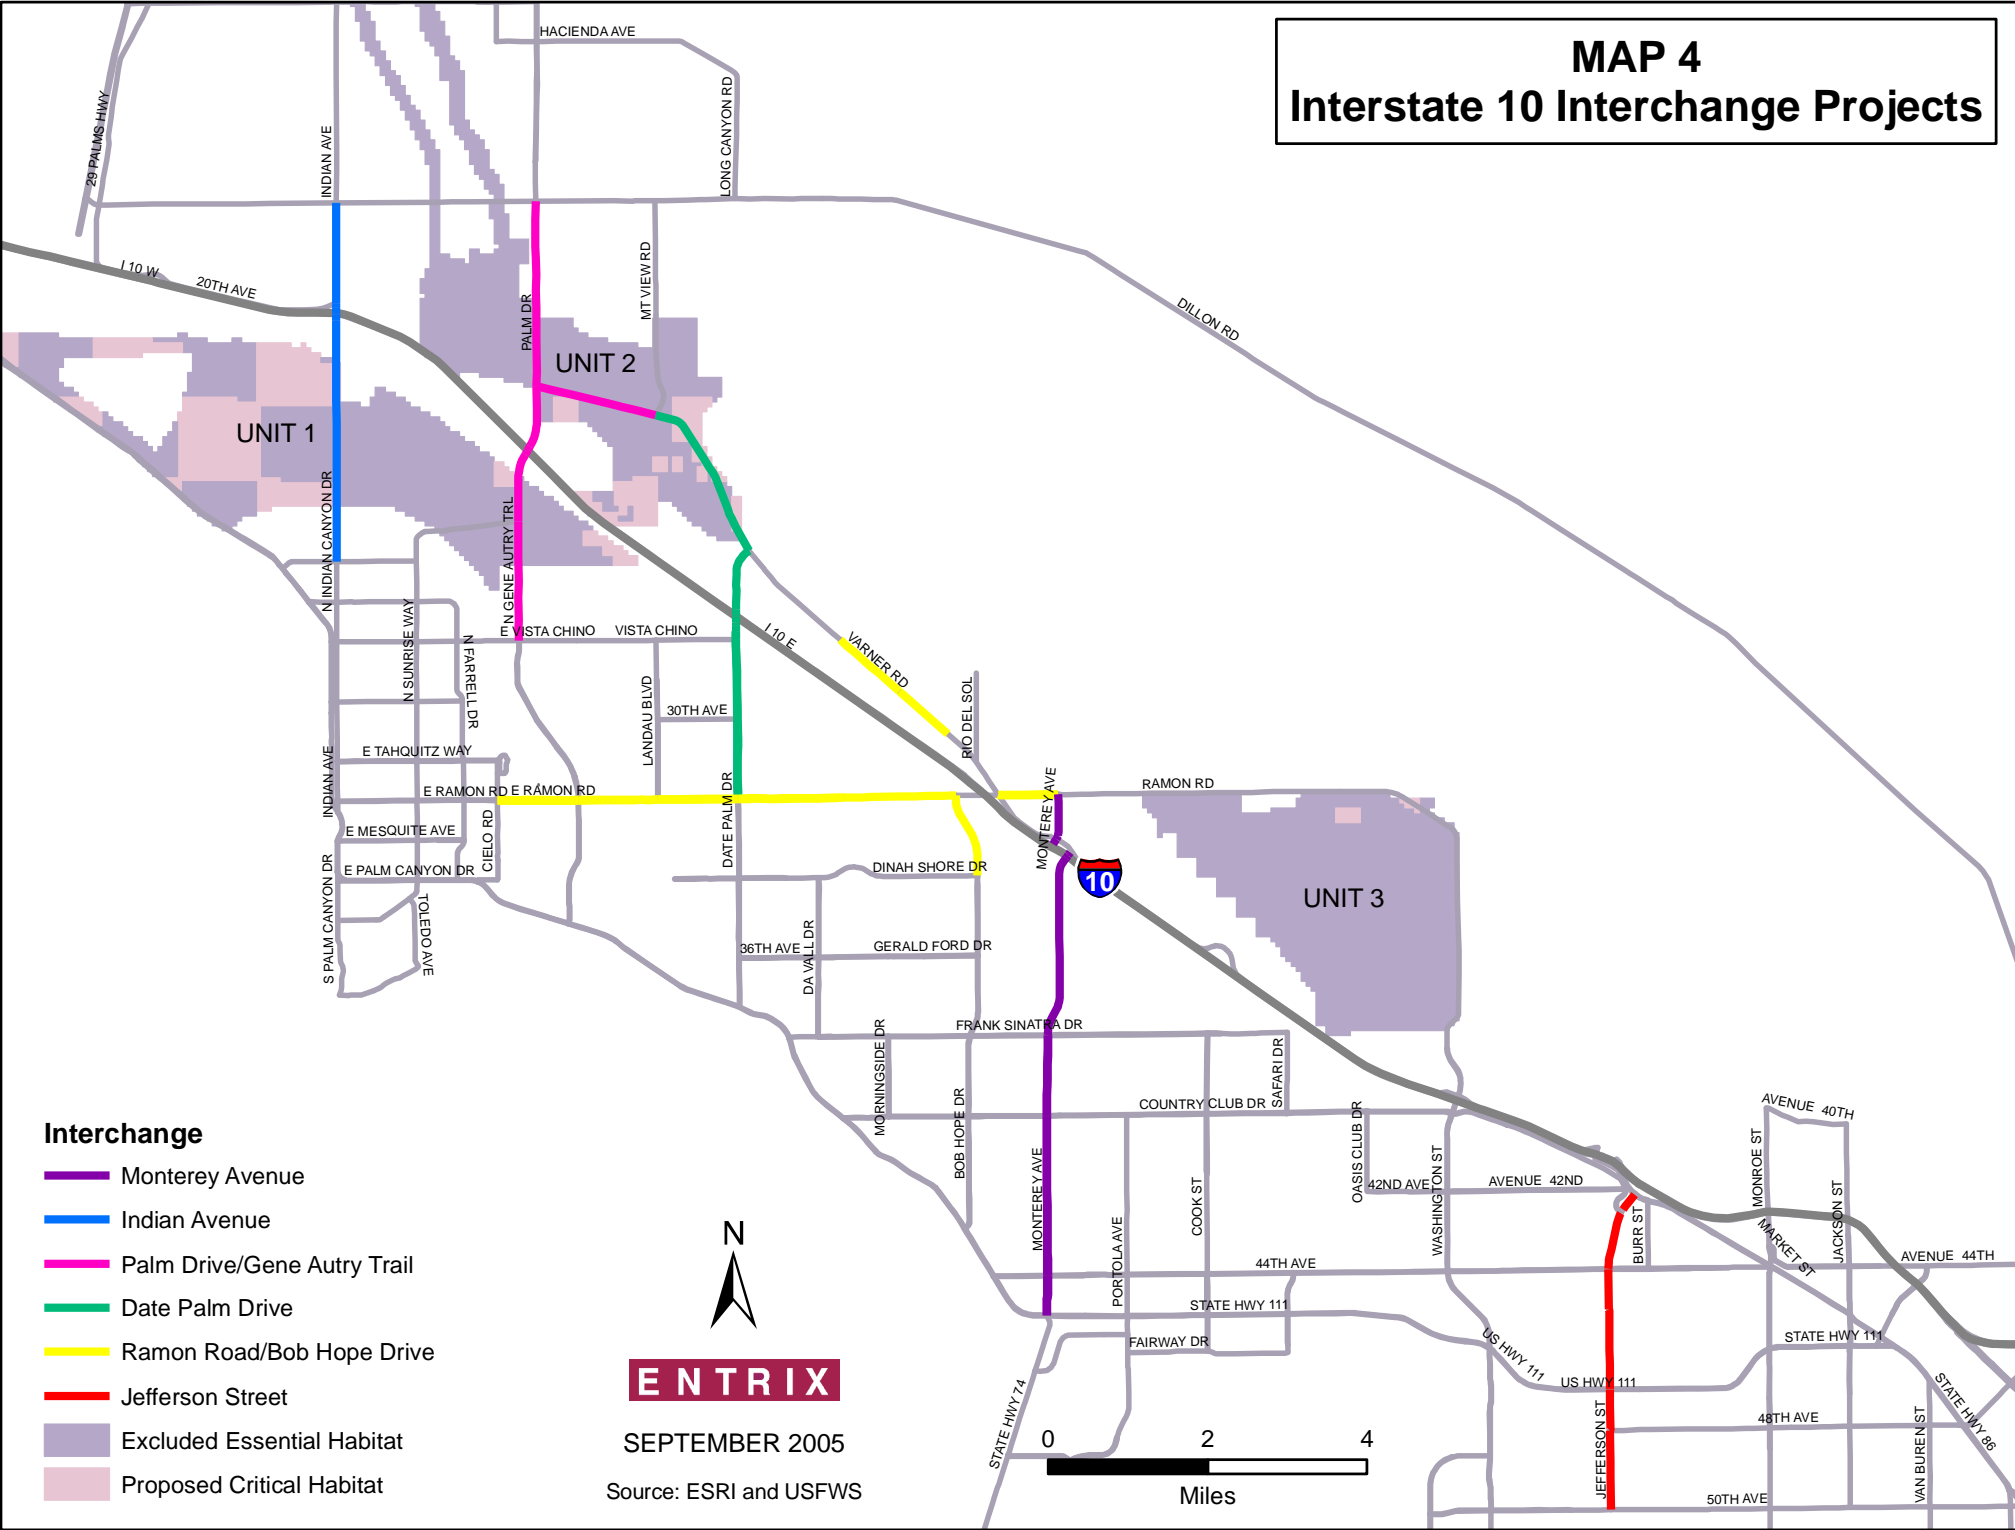 MAP 4
Interstate 10 Interchange Projects
HACIENDA AVE
29 PALMS HWY
INDIAN AVE
LONG CANYON RD
I 10 W
20TH AVE
PALM DR
MT VIEW RD
DILLON RD
UNIT 2
UNIT 1
N INDIAN CANYON DR
N GENE AUTRY TRL
N SUNRISE WAY
N FARRELL DR
E VISTA CHINO
VISTA CHINO
I 10 E
VARNER RD
LANDAU BLVD
30TH AVE
RIO DEL SOL
INDIAN AVE
E TAHQUITZ WAY
E RAMON RD
E RAMON RD
DATE PALM DR
MONTEREY AVE
RAMON RD
E MESQUITE AVE
CIELO RD
E PALM CANYON DR
S PALM CANYON DR
TOLEDO AVE
DINAH SHORE DR
10
UNIT 3
36TH AVE
DA VALL DR
GERALD FORD DR
FRANK SINATRA DR
MORNINGSIDE DR
BOB HOPE DR
SAFARI DR
COUNTRY CLUB DR
OASIS CLUB DR
WASHINGTON ST
AVENUE 40TH
MONROE ST
JACKSON ST
42ND AVE
AVENUE 42ND
MONTEREY AVE
PORTOLA AVE
COOK ST
BURR ST
MARKET ST
44TH AVE
AVENUE 44TH
STATE HWY 111
FAIRWAY DR
US HWY 111
US HWY 111
STATE HWY 111
STATE HWY 74
JEFFERSON ST
48TH AVE
VAN BUREN ST
STATE HWY 86
50TH AVE
Interchange
Monterey Avenue
Indian Avenue
Palm Drive/Gene Autry Trail
Date Palm Drive
Ramon Road/Bob Hope Drive
Jefferson Street
Excluded Essential Habitat
Proposed Critical Habitat
N
ENTRIX
SEPTEMBER 2005
Source: ESRI and USFWS
0 2 4
Miles